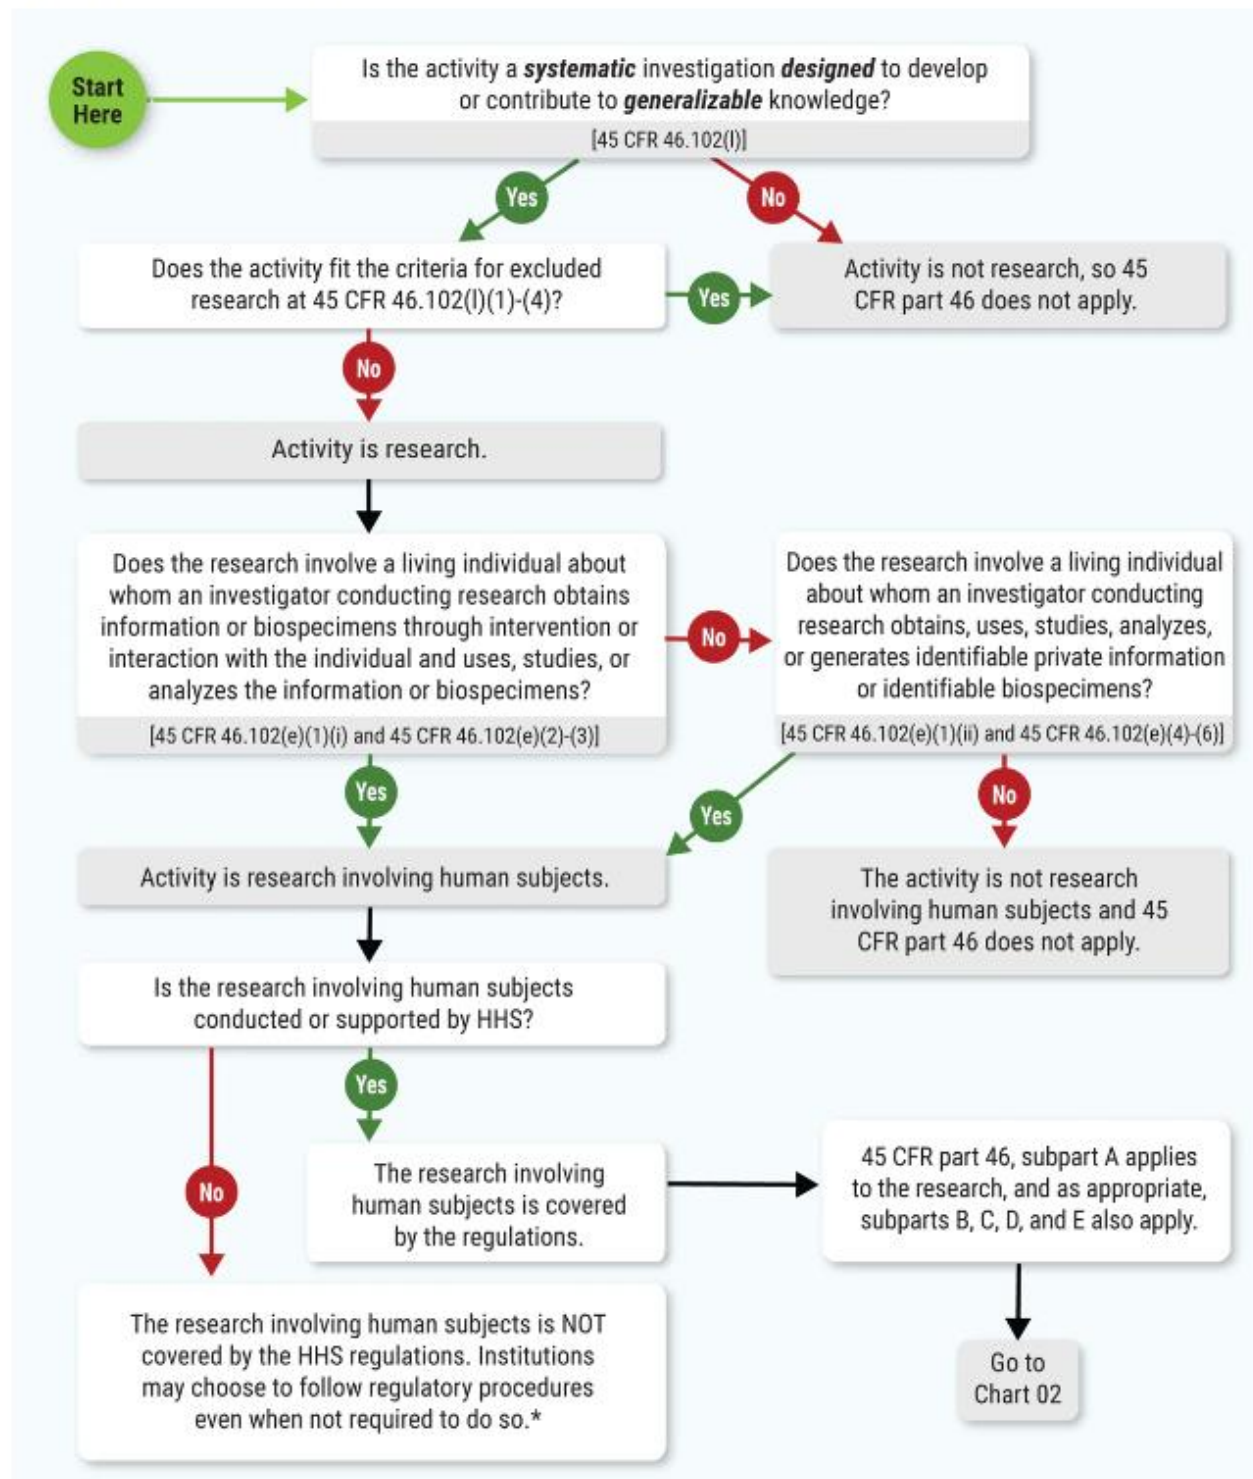 Start
Here
Is the activity a systematic investigation designed to develop
or contribute to generalizable knowledge?
[45 CFR 46.102(l)]
Yes
No
Does the activity fit the criteria for excluded
research at 45 CFR 46.102(l)(1)-(4)?
Yes
Activity is not research, so 45
CFR part 46 does not apply.
No
Activity is research.
Does the research involve a living individual about
whom an investigator conducting research obtains
information or biospecimens through intervention or
interaction with the individual and uses, studies, or
analyzes the information or biospecimens?
[45 CFR 46.102(e)(1)(i) and 45 CFR 46.102(e)(2)-(3)]
No
Does the research involve a living individual
about whom an investigator conducting
research obtains, uses, studies, analyzes,
or generates identifiable private information
or identifiable biospecimens?
[45 CFR 46.102(e)(1)(ii) and 45 CFR 46.102(e)(4)-(6)]
Yes
Yes
No
Activity is research involving human subjects.
The activity is not research
involving human subjects and 45
CFR part 46 does not apply.
Is the research involving human subjects
conducted or supported by HHS?
Yes
No
The research involving
human subjects is covered
by the regulations.
45 CFR part 46, subpart A applies
to the research, and as appropriate,
subparts B, C, D, and E also apply.
The research involving human subjects is NOT
covered by the HHS regulations. Institutions
may choose to follow regulatory procedures
even when not required to do so.*
Go to
Chart 02